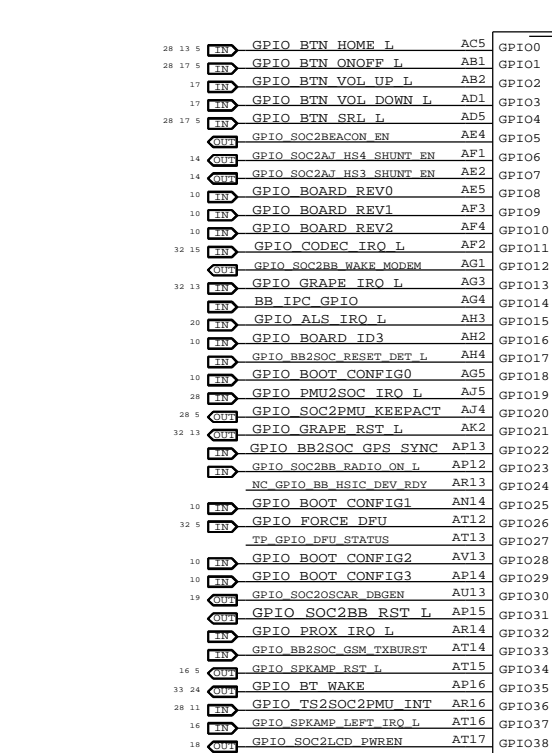 28 13 5 IN GPIO_BTN_HOME_L AC5 GPIO0
28 17 5 IN GPIO_BTN_ONOFF_L AB1 GPIO1
17 IN GPIO_BTN_VOL_UP_L AB2 GPIO2
17 IN GPIO_BTN_VOL_DOWN_L AD1 GPIO3
28 17 5 IN GPIO_BTN_SRL_L AD5 GPIO4
OUT GPIO_SOC2BEACON_EN AE4 GPIO5
14 OUT GPIO_SOC2AJ_HS4_SHUNT_EN AF1 GPIO6
14 OUT GPIO_SOC2AJ_HS3_SHUNT_EN AE2 GPIO7
10 IN GPIO_BOARD_REV0 AE5 GPIO8
10 IN GPIO_BOARD_REV1 AF3 GPIO9
10 IN GPIO_BOARD_REV2 AF4 GPIO10
32 15 IN GPIO_CODEC_IRQ_L AF2 GPIO11
OUT GPIO_SOC2BB_WAKE_MODEM AG1 GPIO12
32 13 IN GPIO_GRAPE_IRQ_L AG3 GPIO13
IN BB_IPC_GPIO AG4 GPIO14
20 IN GPIO_ALS_IRQ_L AH3 GPIO15
10 IN GPIO_BOARD_ID3 AH2 GPIO16
IN GPIO_BB2SOC_RESET_DET_L AH4 GPIO17
10 IN GPIO_BOOT_CONFIG0 AG5 GPIO18
28 IN GPIO_PMU2SOC_IRQ_L AJ5 GPIO19
28 5 OUT GPIO_SOC2PMU_KEEPACT AJ4 GPIO20
32 13 OUT GPIO_GRAPE_RST_L AK2 GPIO21
IN GPIO_BB2SOC_GPS_SYNC AP13 GPIO22
IN GPIO_SOC2BB_RADIO_ON_L AP12 GPIO23
NC_GPIO_BB_HSIC_DEV_RDY AR13 GPIO24
10 IN GPIO_BOOT_CONFIG1 AN14 GPIO25
32 5 IN GPIO_FORCE_DFU AT12 GPIO26
TP_GPIO_DFU_STATUS AT13 GPIO27
10 IN GPIO_BOOT_CONFIG2 AV13 GPIO28
10 IN GPIO_BOOT_CONFIG3 AP14 GPIO29
19 OUT GPIO_SOC2OSCAR_DBGEN AU13 GPIO30
OUT GPIO_SOC2BB_RST_L AP15 GPIO31
IN GPIO_PROX_IRQ_L AR14 GPIO32
IN GPIO_BB2SOC_GSM_TXBURST AT14 GPIO33
16 5 OUT GPIO_SPKAMP_RST_L AT15 GPIO34
33 24 OUT GPIO_BT_WAKE AP16 GPIO35
28 11 IN GPIO_TS2SOC2PMU_INT AR16 GPIO36
16 IN GPIO_SPKAMP_LEFT_IRQ_L AT16 GPIO37
18 OUT GPIO_SOC2LCD_PWREN AT17 GPIO38